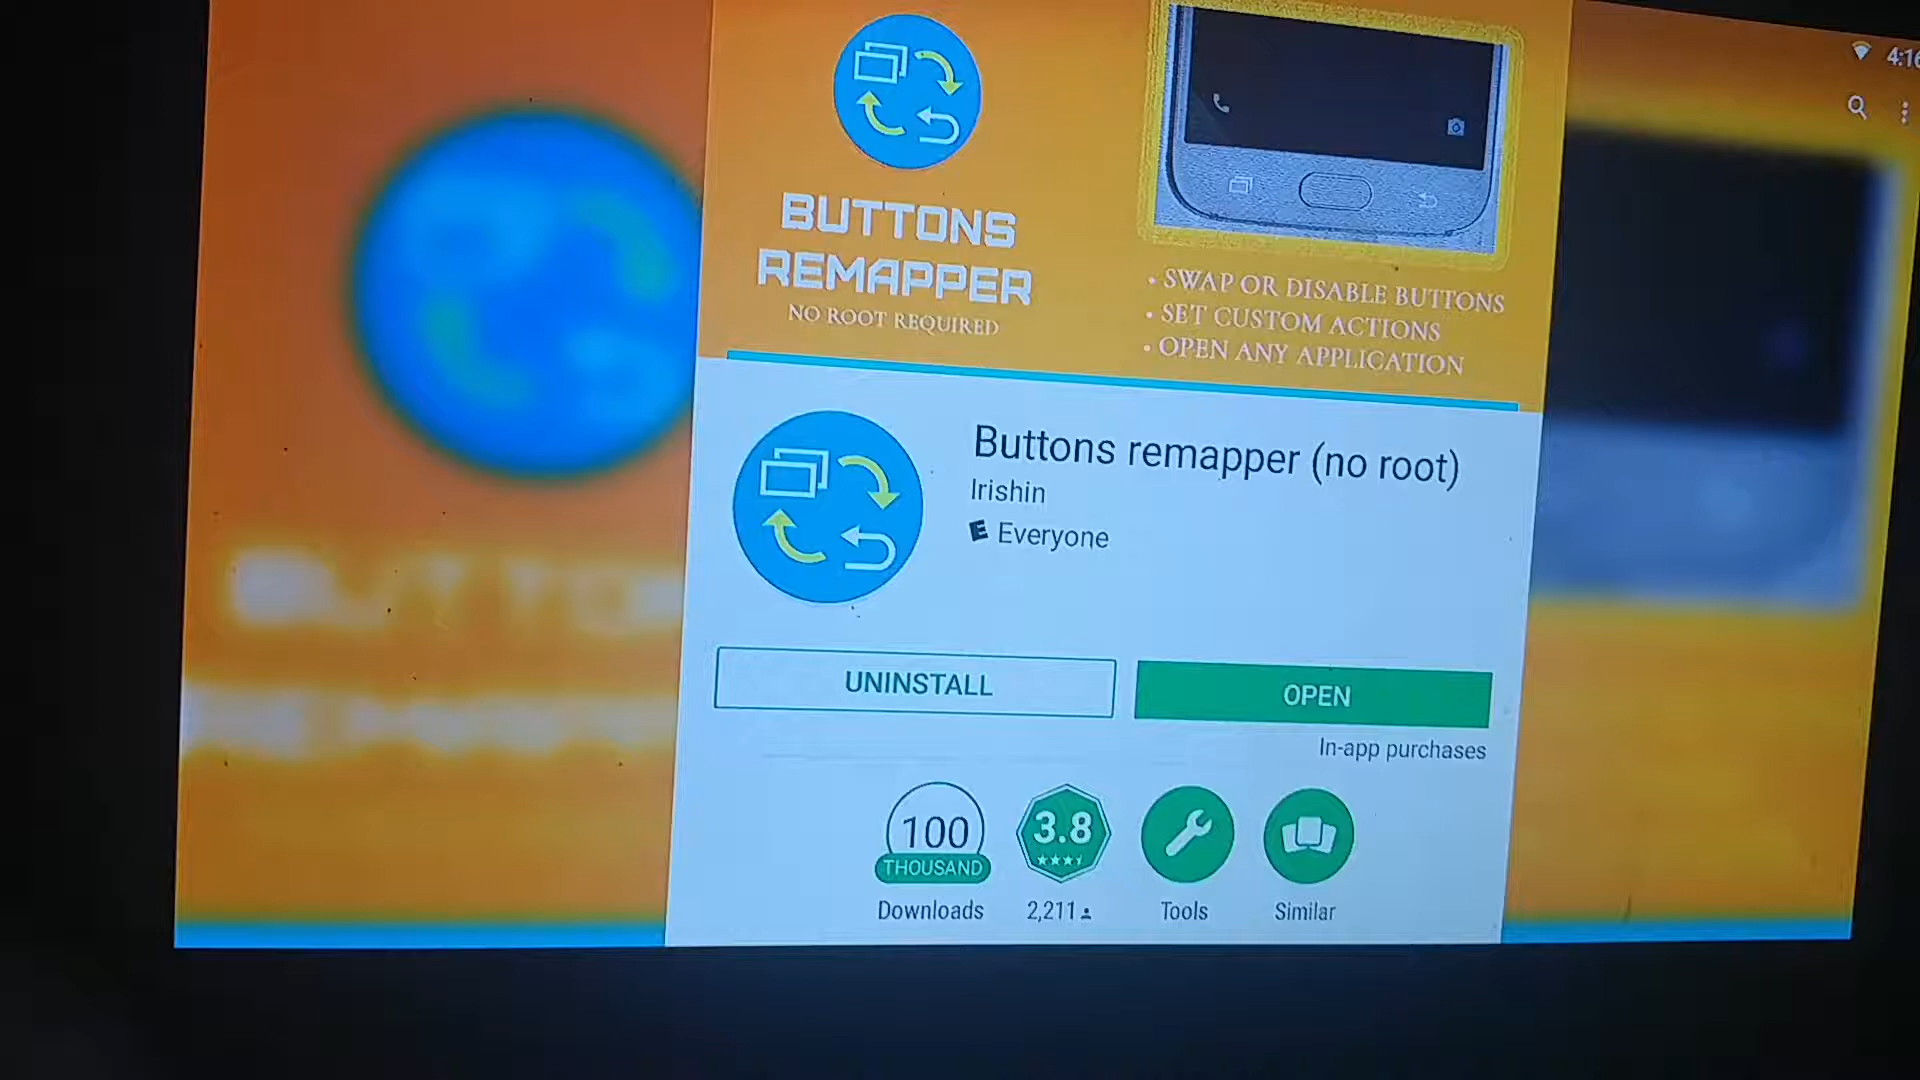 4:16
BUTTONS
REMAPPER
NO ROOT REQUIRED
• SWAP OR DISABLE BUTTONS
• SET CUSTOM ACTIONS
• OPEN ANY APPLICATION
Buttons remapper (no root)
Irishin
E Everyone
UNINSTALL
OPEN
In-app purchases
100
THOUSAND
3.8
Downloads
2,211
Tools
Similar